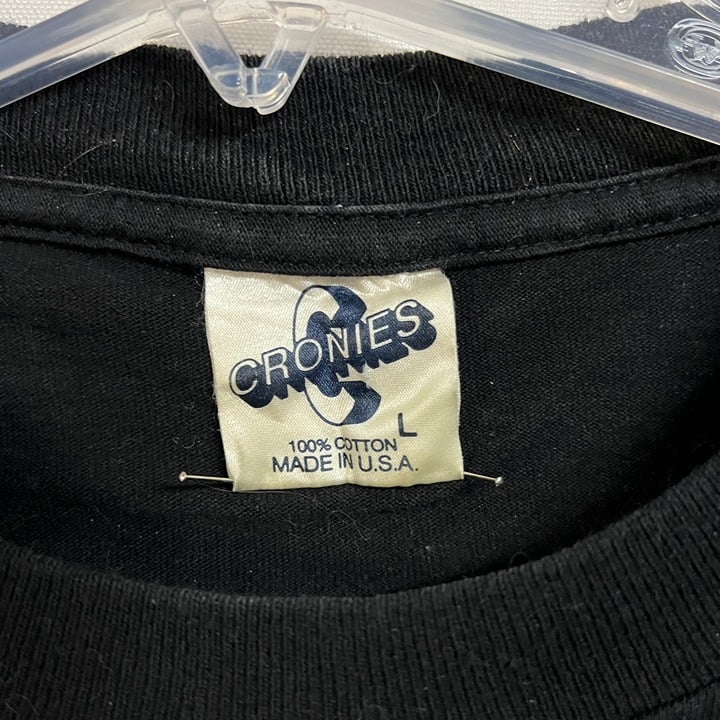 CRONIES
L
100% COTTON
MADE IN U.S.A.